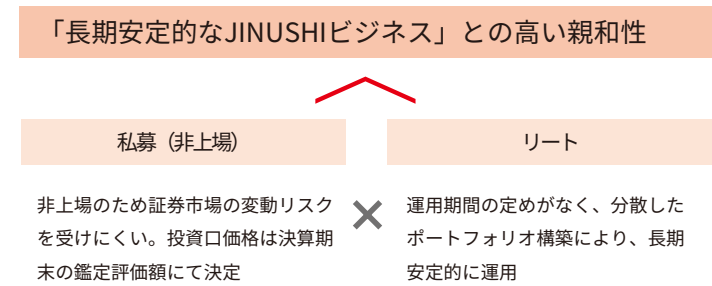 「長期安定的なJINUSHIビジネス」との高い親和性
私募（非上場）
非上場のため証券市場の変動リスク
を受けにくい。投資口価格は決算期
末の鑑定評価額にて決定
×
リート
運用期間の定めがなく、分散した
ポートフォリオ構築により、長期
安定的に運用